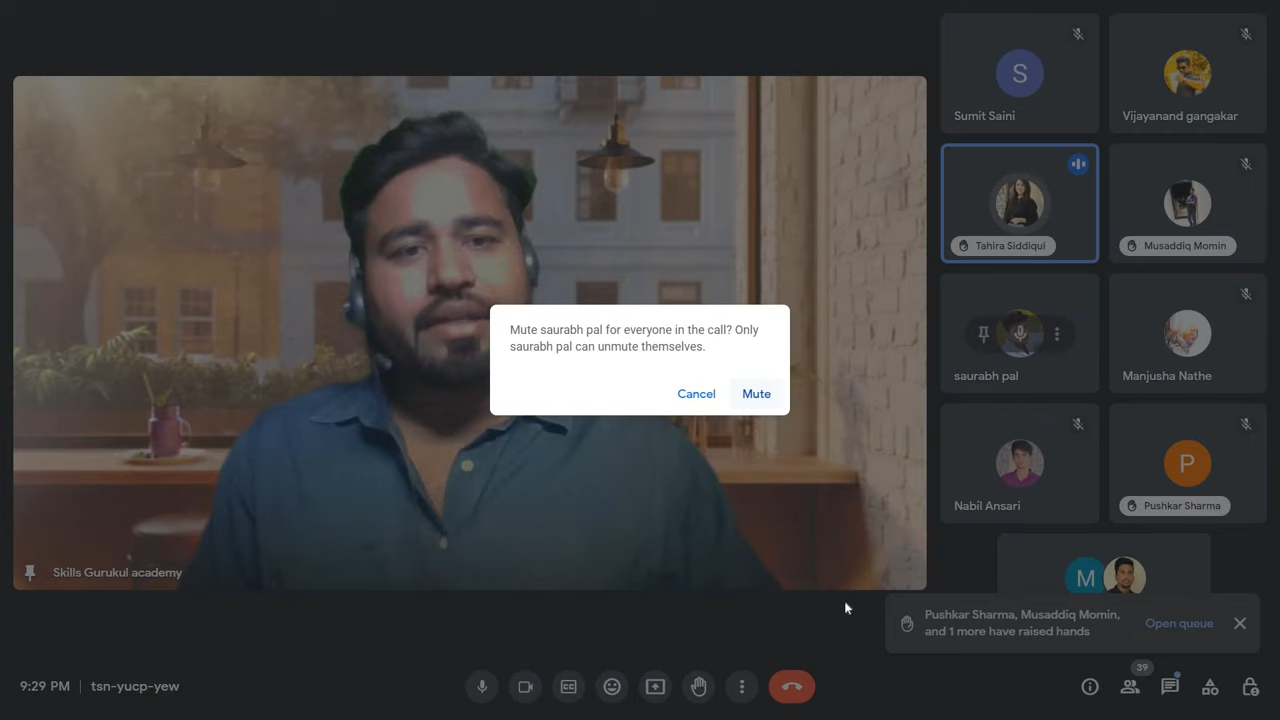 S
Sumit Saini
Vijayanand gangakar
Tahira Siddiqui
Musaddiq Momin
Mute saurabh pal for everyone in the call? Only
saurabh pal can unmute themselves.
Cancel
Mute
saurabh pal
Manjusha Nathe
Nabil Ansari
P
Pushkar Sharma
Skills Gurukul academy
M
Pushkar Sharma, Musaddiq Momin,
and 1 more have raised hands
Open queue
9:29 PM | tsn-yucp-yew
CC
39